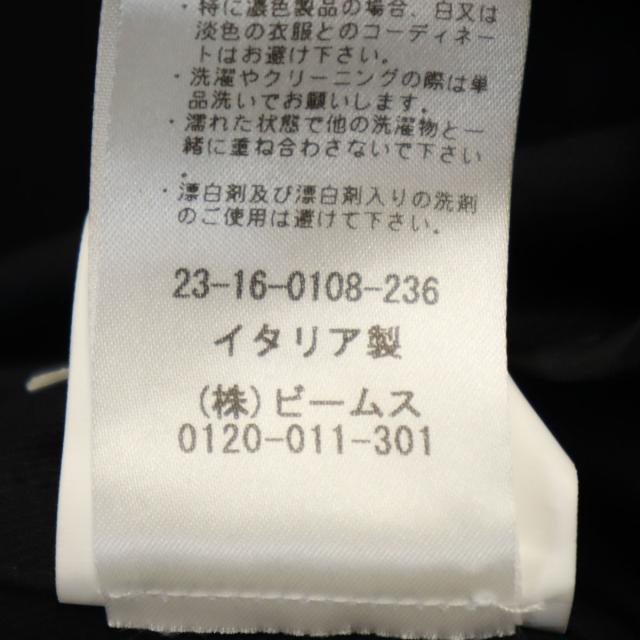 ・特に濃色製品の場合、白又は
淡色の衣服とのコーディネー
トはお避け下さい。
・洗濯やクリーニングの際は単
品洗いでお願いします。
・濡れた状態で他の洗濯物と一
緒に重ね合わさないで下さい
。
・漂白剤及び漂白剤入りの洗剤
のご使用は避けて下さい。
23-16-0108-236
イタリア製
(株)ビームス
0120-011-301